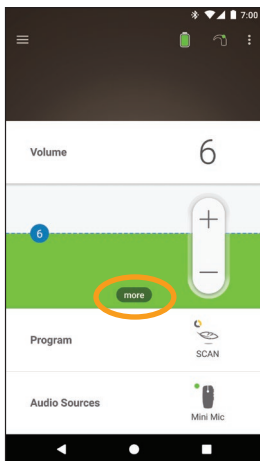 7:00
Volume
6
6
+
—
more
Program
SCAN
Audio Sources
Mini Mic